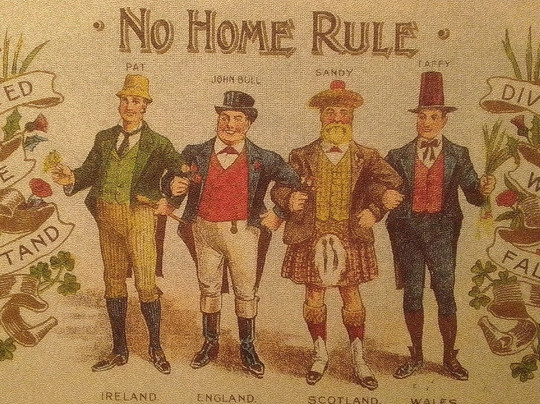 • NO HOME RULE •
PAT
JOHN BULL
SANDY
TAFFY
ED
E
TAND
DIV
W
FAL
IRELAND.
ENGLAND.
SCOTLAND.
WALES